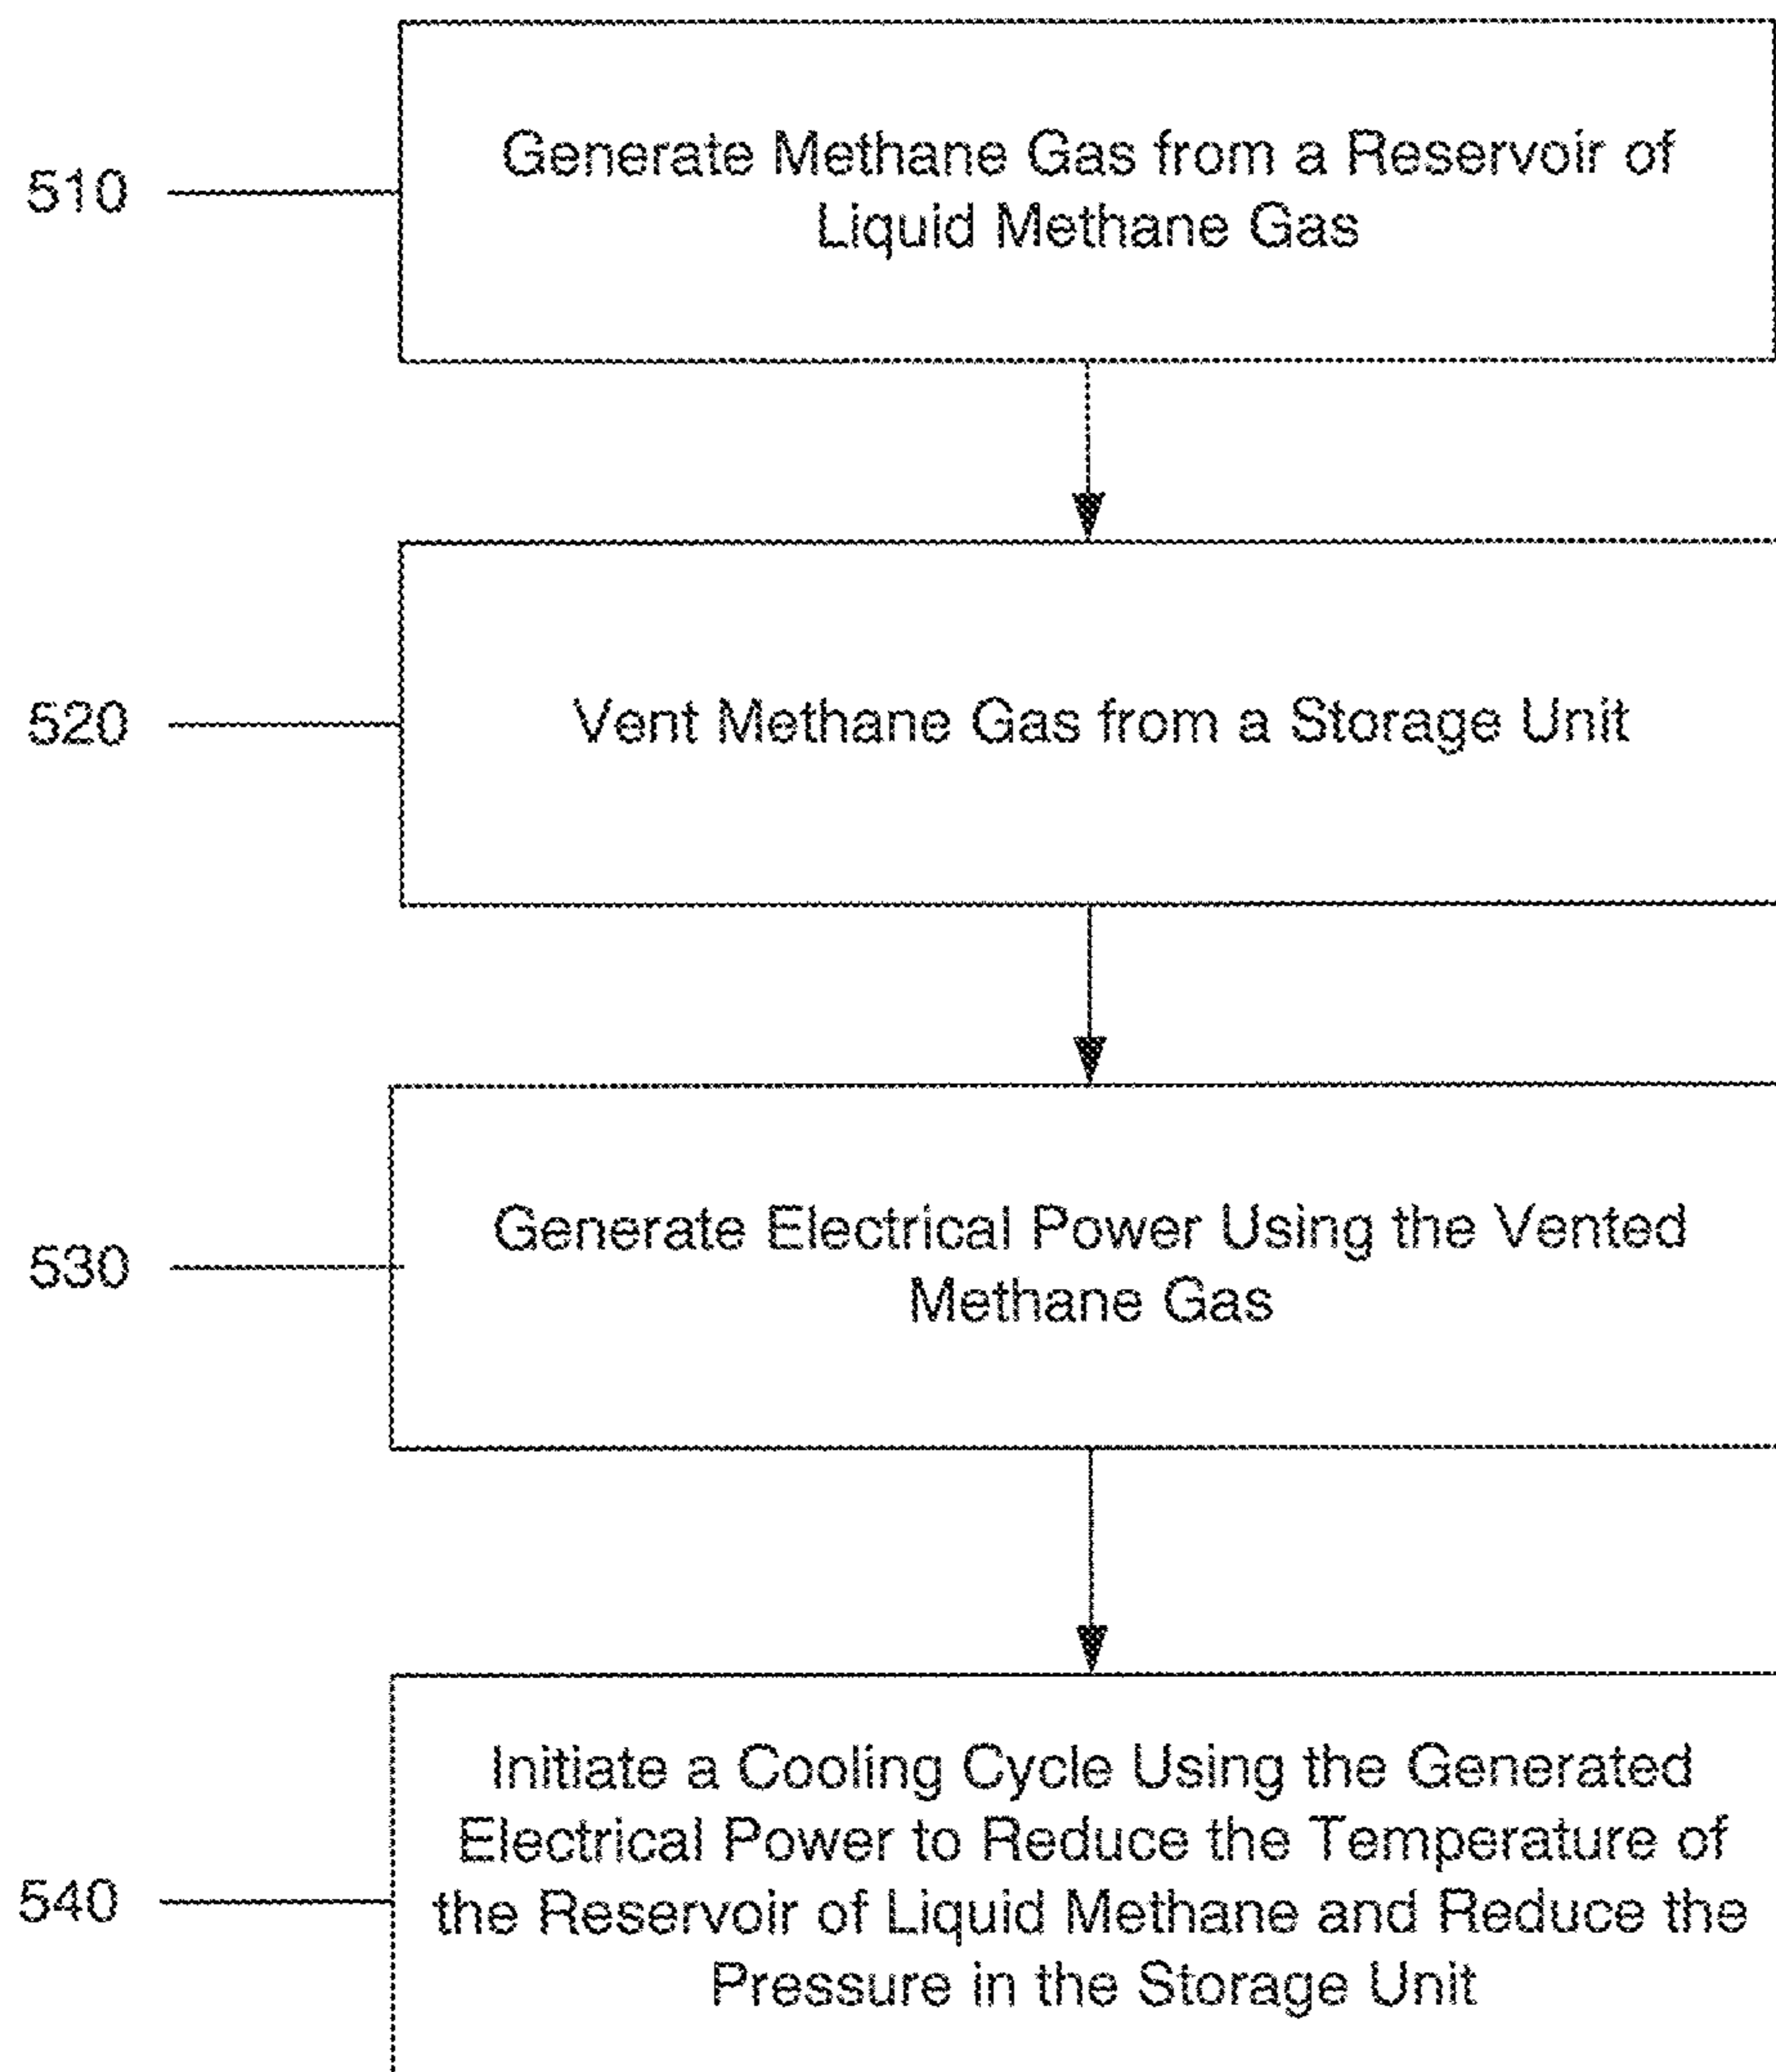 510
Generate Methane Gas from a Reservoir of
Liquid Methane Gas
520
Vent Methane Gas from a Storage Unit
530
Generate Electrical Power Using the Vented
Methane Gas
540
Initiate a Cooling Cycle Using the Generated
Electrical Power to Reduce the Temperature of
the Reservoir of Liquid Methane and Reduce the
Pressure in the Storage Unit